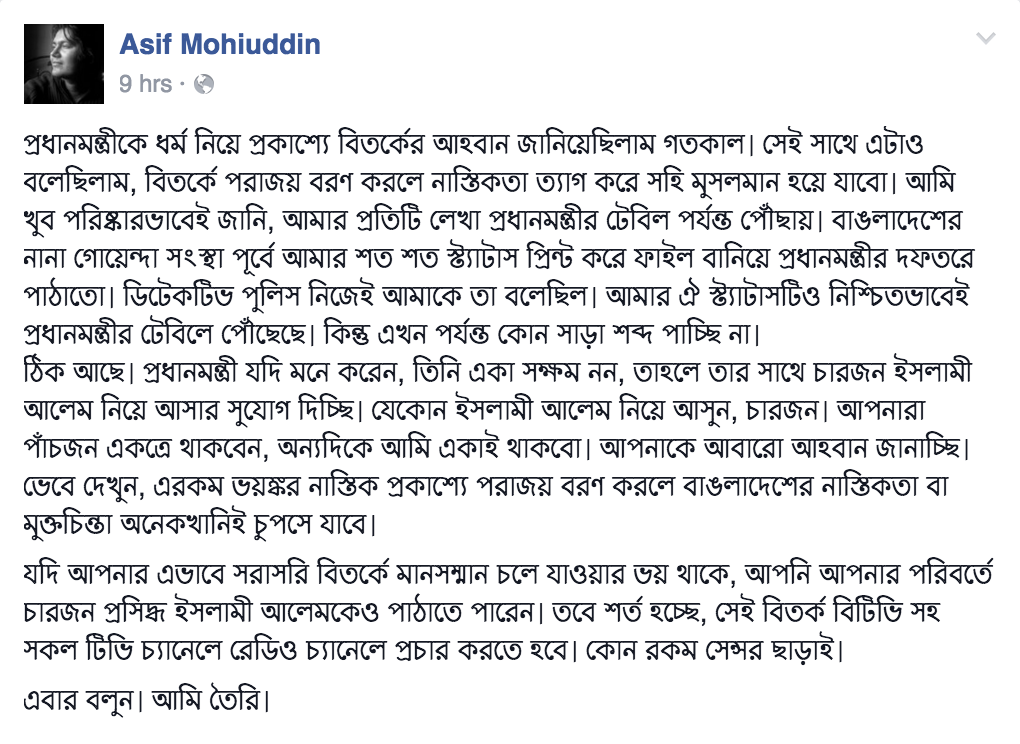 Asif Mohiuddin
9 hrs ·
প্রধানমন্ত্রীকে ধর্ম নিয়ে প্রকাশ্যে বিতর্কের আহবান জানিয়েছিলাম গতকাল। সেই সাথে এটাও
বলেছিলাম, বিতর্কে পরাজয় বরণ করলে নাস্তিকতা ত্যাগ করে সহি মুসলমান হয়ে যাবো। আমি
খুব পরিষ্কারভাবেই জানি, আমার প্রতিটি লেখা প্রধানমন্ত্রীর টেবিল পর্যন্ত পৌঁছায়। বাঙলাদেশের
নানা গোয়েন্দা সংস্থা পূর্বে আমার শত শত স্ট্যাটাস প্রিন্ট করে ফাইল বানিয়ে প্রধানমন্ত্রীর দফতরে
পাঠাতো। ডিটেকটিভ পুলিস নিজেই আমাকে তা বলেছিল। আমার ঐ স্ট্যাটাসটিও নিশ্চিতভাবেই
প্রধানমন্ত্রীর টেবিলে পৌঁছেছে। কিন্তু এখন পর্যন্ত কোন সাড়া শব্দ পাচ্ছি না।
ঠিক আছে। প্রধানমন্ত্রী যদি মনে করেন, তিনি একা সক্ষম নন, তাহলে তার সাথে চারজন ইসলামী
আলেম নিয়ে আসার সুযোগ দিচ্ছি। যেকোন ইসলামী আলেম নিয়ে আসুন, চারজন। আপনারা
পাঁচজন একত্রে থাকবেন, অন্যদিকে আমি একাই থাকবো। আপনাকে আবারো আহবান জানাচ্ছি।
ভেবে দেখুন, এরকম ভয়ঙ্কর নাস্তিক প্রকাশ্যে পরাজয় বরণ করলে বাঙলাদেশের নাস্তিকতা বা
মুক্তচিন্তা অনেকখানিই চুপসে যাবে।
যদি আপনার এভাবে সরাসরি বিতর্কে মানসম্মান চলে যাওয়ার ভয় থাকে, আপনি আপনার পরিবর্তে
চারজন প্রসিদ্ধ ইসলামী আলেমকেও পাঠাতে পারেন। তবে শর্ত হচ্ছে, সেই বিতর্ক বিটিভি সহ
সকল টিভি চ্যানেলে রেডিও চ্যানেলে প্রচার করতে হবে। কোন রকম সেন্সর ছাড়াই।
এবার বলুন। আমি তৈরি।